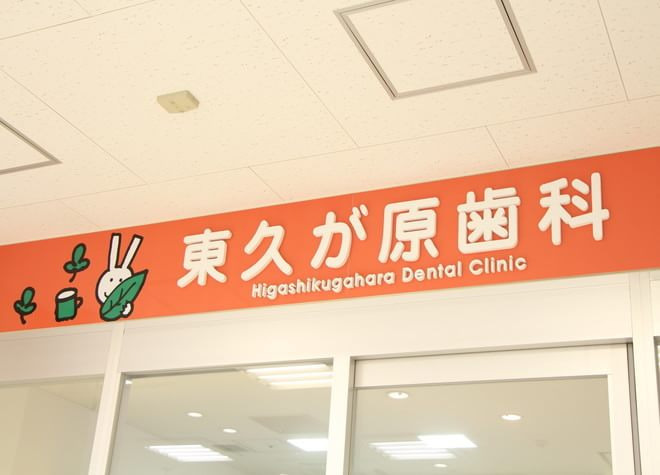 東久が原歯科
Higashikugahara Dental Clinic